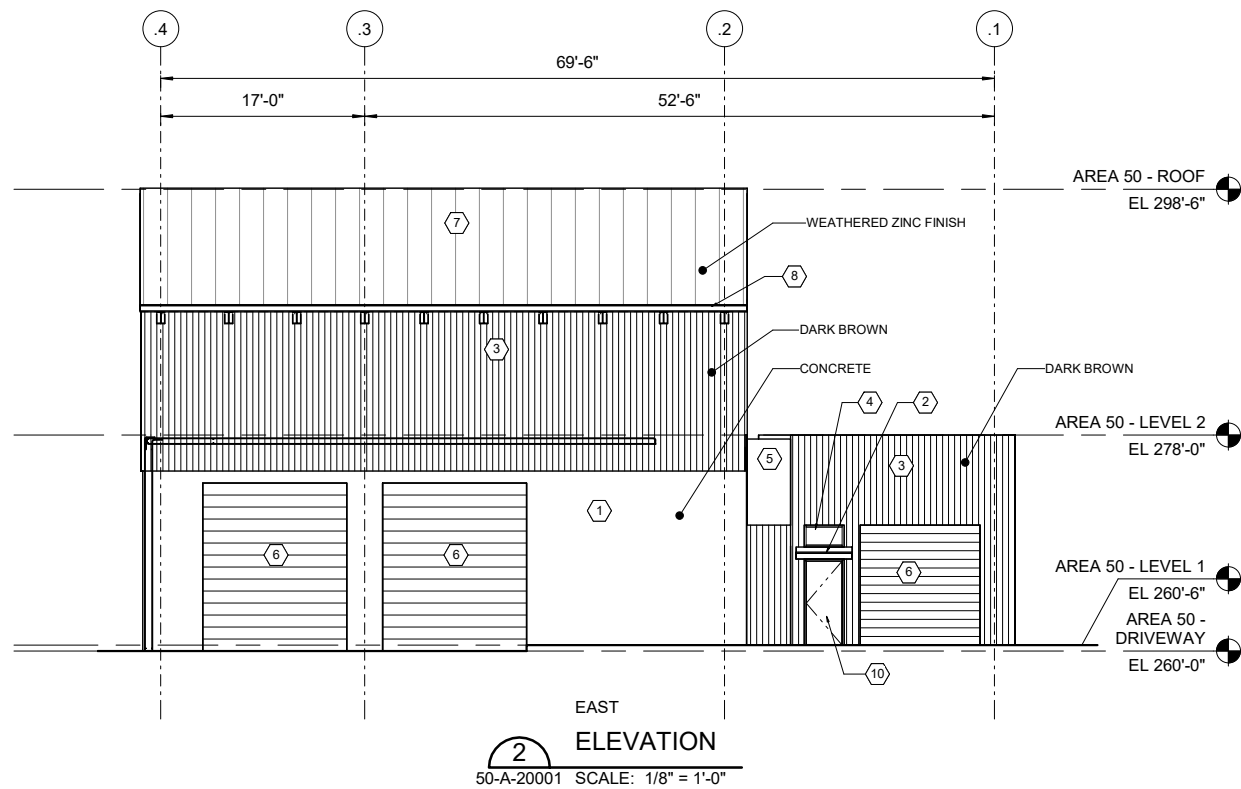 .4
.3
.2
.1
69'-6"
17'-0"
52'-6"
AREA 50 - ROOF
EL 298'-6"
7
WEATHERED ZINC FINISH
8
DARK BROWN
3
CONCRETE
DARK BROWN
4
2
AREA 50 - LEVEL 2
EL 278'-0"
5
3
1
6
6
6
AREA 50 - LEVEL 1
EL 260'-6"
AREA 50 -
DRIVEWAY
EL 260'-0"
10
EAST
2
ELEVATION
50-A-20001 SCALE: 1/8" = 1'-0"